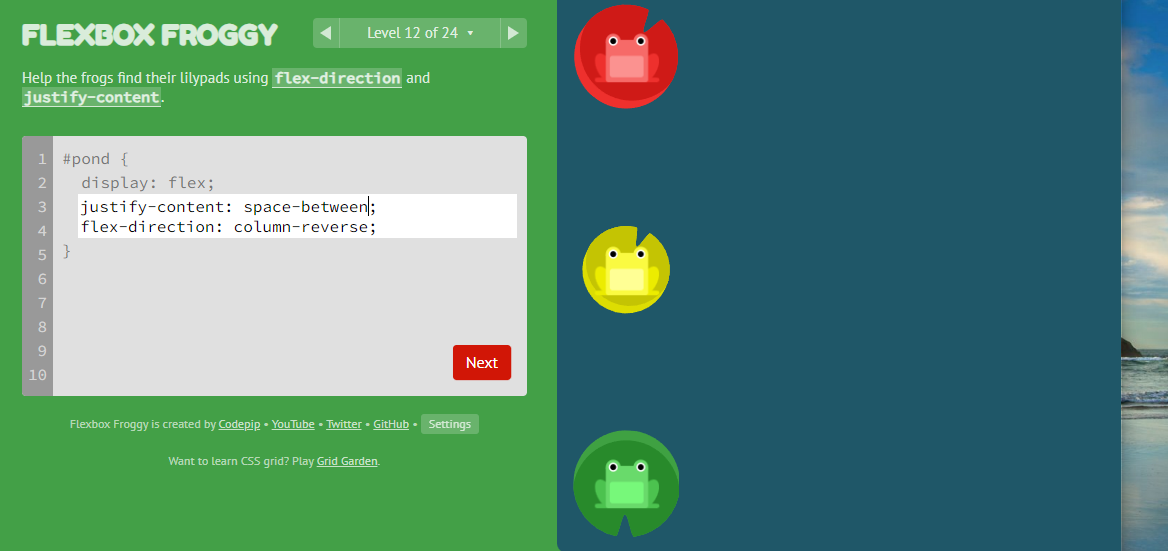 FLEXBOX FROGGY
Level 12 of 24
Help the frogs find their lilypads using flex-direction and
justify-content.
1 #pond {
2 display: flex;
3 justify-content: space-between;
4 flex-direction: column-reverse;
5 }
6
7
8
9
10
Next
Flexbox Froggy is created by Codepip • YouTube • Twitter • GitHub • Settings
Want to learn CSS grid? Play Grid Garden.